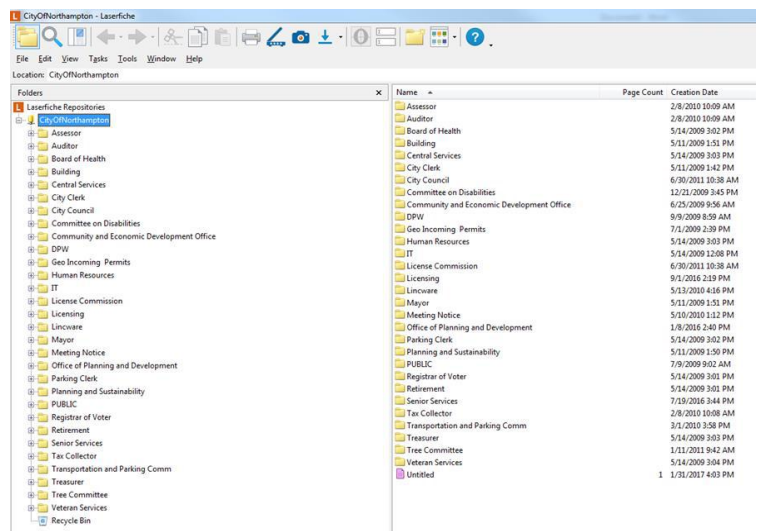 CityOfNorthampton - Laserfiche
File Edit View Tasks Tools Window Help
Location: CityOfNorthampton
Folders
Laserfiche Repositories
CityOfNorthampton
Assessor
Auditor
Board of Health
Building
Central Services
City Clerk
City Council
Committee on Disabilities
Community and Economic Development Office
DPW
Geo Incoming Permits
Human Resources
IT
License Commission
Licensing
Lincware
Mayor
Meeting Notice
Office of Planning and Development
Parking Clerk
Planning and Sustainability
PUBLIC
Registrar of Voter
Retirement
Senior Services
Tax Collector
Transportation and Parking Comm
Treasurer
Tree Committee
Veteran Services
Recycle Bin
Name Page Count Creation Date
Assessor 2/8/2010 10:09 AM
Auditor 2/8/2010 10:09 AM
Board of Health 5/14/2009 3:02 PM
Building 5/11/2009 1:51 PM
Central Services 5/14/2009 3:03 PM
City Clerk 5/11/2009 1:42 PM
City Council 6/30/2011 10:38 AM
Committee on Disabilities 12/21/2009 3:45 PM
Community and Economic Development Office 6/25/2009 9:56 AM
DPW 9/9/2009 8:59 AM
Geo Incoming Permits 7/1/2009 2:39 PM
Human Resources 5/14/2009 3:03 PM
IT 5/14/2009 12:08 PM
License Commission 6/30/2011 10:38 AM
Licensing 9/1/2016 2:19 PM
Lincware 5/13/2010 4:16 PM
Mayor 5/11/2009 1:51 PM
Meeting Notice 5/10/2010 1:12 PM
Office of Planning and Development 1/8/2016 2:40 PM
Parking Clerk 5/14/2009 3:02 PM
Planning and Sustainability 5/11/2009 1:50 PM
PUBLIC 7/9/2009 9:02 AM
Registrar of Voter 5/14/2009 3:01 PM
Retirement 5/14/2009 3:01 PM
Senior Services 7/19/2016 3:44 PM
Tax Collector 2/8/2010 10:08 AM
Transportation and Parking Comm 3/1/2010 3:58 PM
Treasurer 5/14/2009 3:03 PM
Tree Committee 1/11/2011 9:42 AM
Veteran Services 5/14/2009 3:04 PM
Untitled 1 1/31/2017 4:03 PM